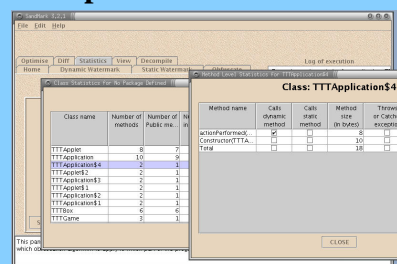 SandMark 3.2.1
File Edit Help
Optimise Diff Statistics View Decompile
Log of execution
Home Dynamic Watermark Static Watermark Obfuscate
Class Statistics for No Package Defined
Class name Number of methods Number of Public me...
TTTApplet 8 7
TTTApplication 10 9
TTTApplication$4 2 1
TTTApplet$2 2 1
TTTApplication$3 2 1
TTTApplet$1 2 1
TTTApplication$2 2 1
TTTApplication$1 2 1
TTTBox 6 6
TTTGame 3 1
Method Level Statistics for TTTApplication$4
Class: TTTApplication$4
Method name Calls dynamic method Calls static method Method size (in bytes) Throws or Catche exceptio
actionPerformed(... 8
Constructor(TTTA... 10
Total 18
CLOSE
This pan